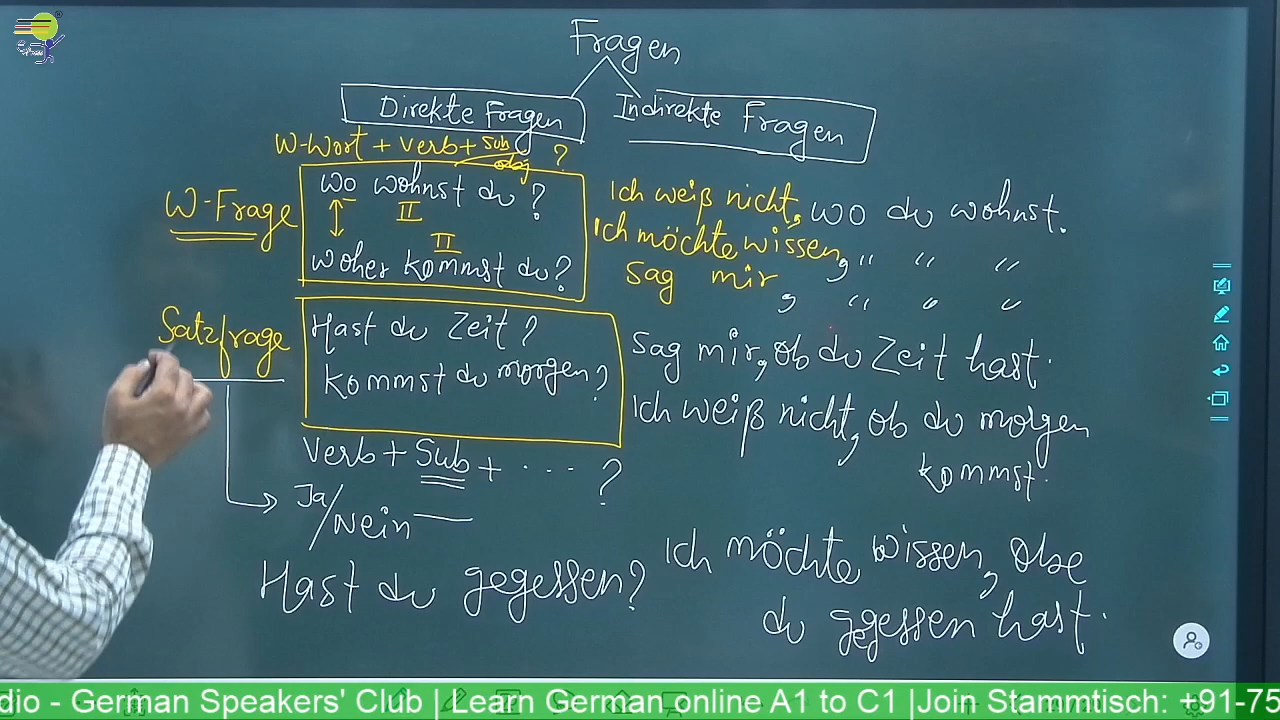 Fragen
Direkte Fragen
Indirekte Fragen
W-Wort + Verb + Sub ?
obj
W-Frage
wo wohnst du?
II
II
woher kommst du?
Ich weiß nicht, wo du wohnst.
Ich möchte wissen, " " "
Sag mir, " " "
Satzfrage
Hast du Zeit?
kommst du morgen?
Sag mir, ob du Zeit hast.
Ich weiß nicht, ob du morgen
kommst.
Verb + Sub + .... ?
Ja/Nein
Hast du gegessen?
Ich möchte wissen, obe
du gegessen hast.
dio - German Speakers' Club | Learn German online A1 to C1 |Join Stammtisch: +91-75